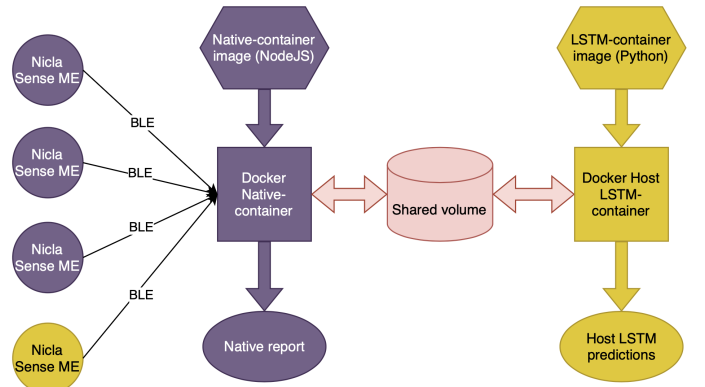 Nicla
Sense ME
Nicla
Sense ME
Nicla
Sense ME
Nicla
Sense ME
BLE
BLE
BLE
BLE
Native-container
image (NodeJS)
Docker
Native-
container
Native report
Shared volume
LSTM-container
image (Python)
Docker Host
LSTM-
container
Host LSTM
predictions